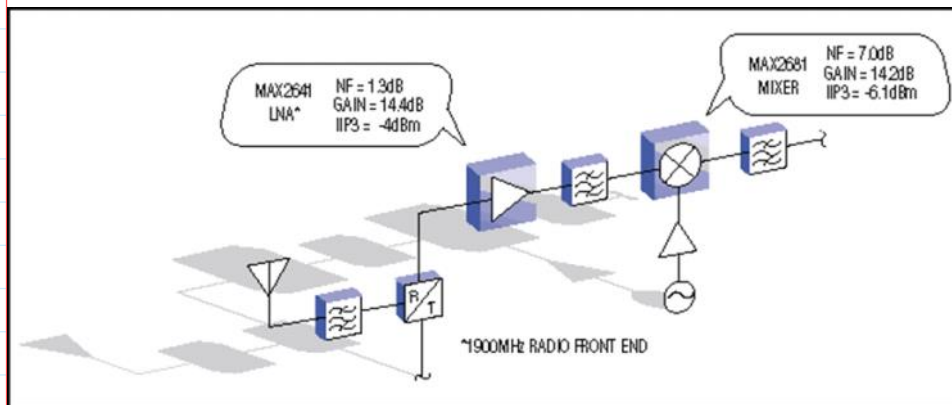 MAX2641
LNA*
NF = 1.3dB
GAIN = 14.4dB
IIP3 = -4dBm
MAX2681
MIXER
NF = 7.0dB
GAIN = 14.2dB
IIP3 = -6.1dBm
R
T
*1900MHz RADIO FRONT END